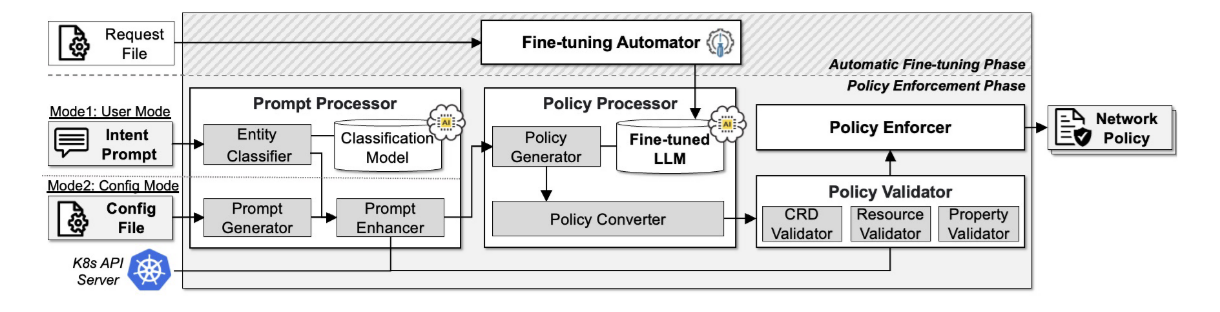 Request
File
Fine-tuning Automator
Automatic Fine-tuning Phase
Policy Enforcement Phase
Mode1: User Mode
Intent
Prompt
Prompt Processor
AI
Entity
Classifier
Classification
Model
Policy Processor
AI
Policy
Generator
Fine-tuned
LLM
Policy Enforcer
Network
Policy
Mode2: Config Mode
Config
File
Prompt
Generator
Prompt
Enhancer
Policy Converter
Policy Validator
CRD
Validator
Resource
Validator
Property
Validator
K8s API
Server